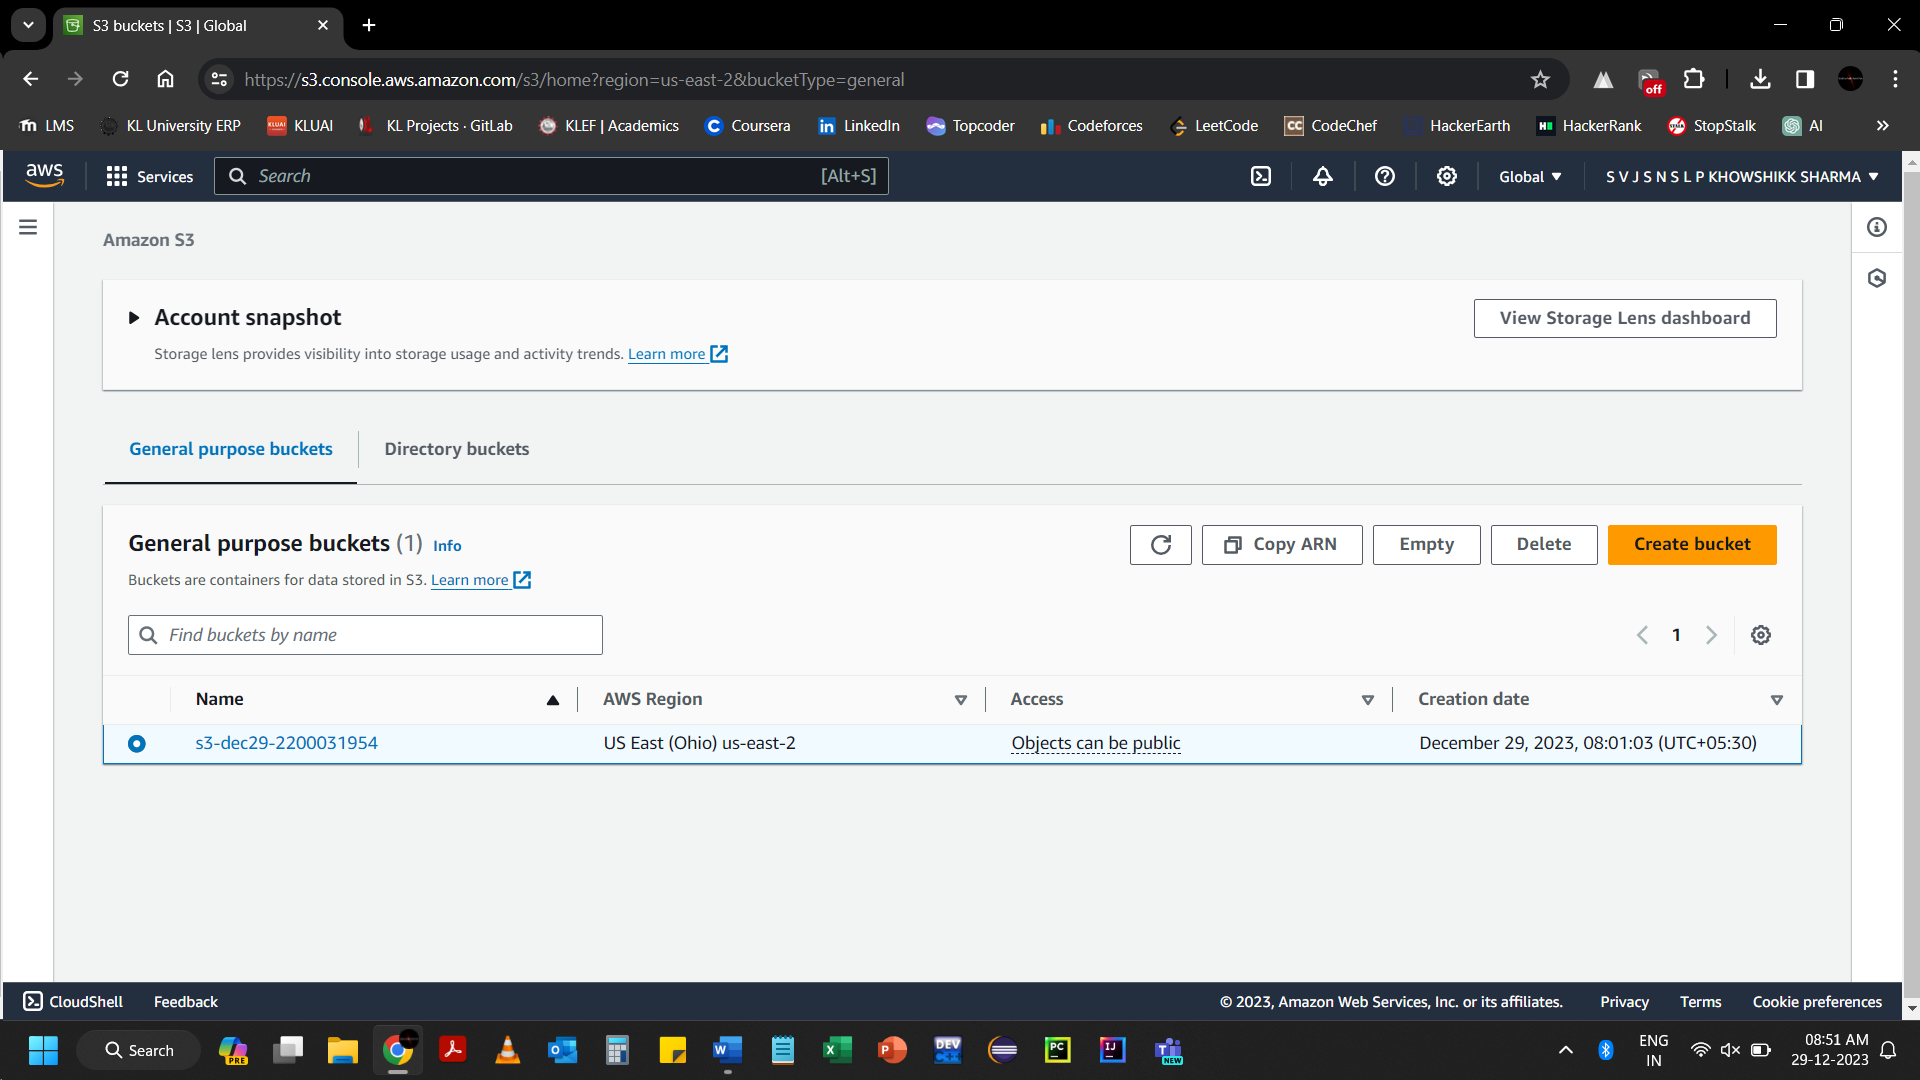 S3 buckets | S3 | Global
https://s3.console.aws.amazon.com/s3/home?region=us-east-2&bucketType=general
off
LMS KL University ERP KLUAI KL Projects · GitLab KLEF | Academics Coursera LinkedIn Topcoder Codeforces LeetCode CodeChef HackerEarth HackerRank StopStalk AI
aws Services Search [Alt+S] Global S V J S N S L P KHOWSHIKK SHARMA
Amazon S3
Account snapshot
View Storage Lens dashboard
Storage lens provides visibility into storage usage and activity trends. Learn more
General purpose buckets Directory buckets
General purpose buckets (1) Info
Copy ARN Empty Delete Create bucket
Buckets are containers for data stored in S3. Learn more
Find buckets by name
1
Name AWS Region Access Creation date
s3-dec29-2200031954 US East (Ohio) us-east-2 Objects can be public December 29, 2023, 08:01:03 (UTC+05:30)
CloudShell Feedback © 2023, Amazon Web Services, Inc. or its affiliates. Privacy Terms Cookie preferences
Search
ENG
IN
08:51 AM
29-12-2023